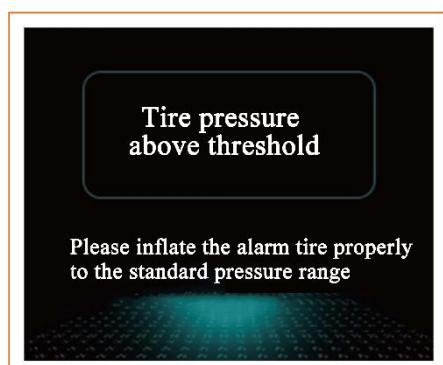 Tire pressure
above threshold
Please inflate the alarm tire properly
to the standard pressure range